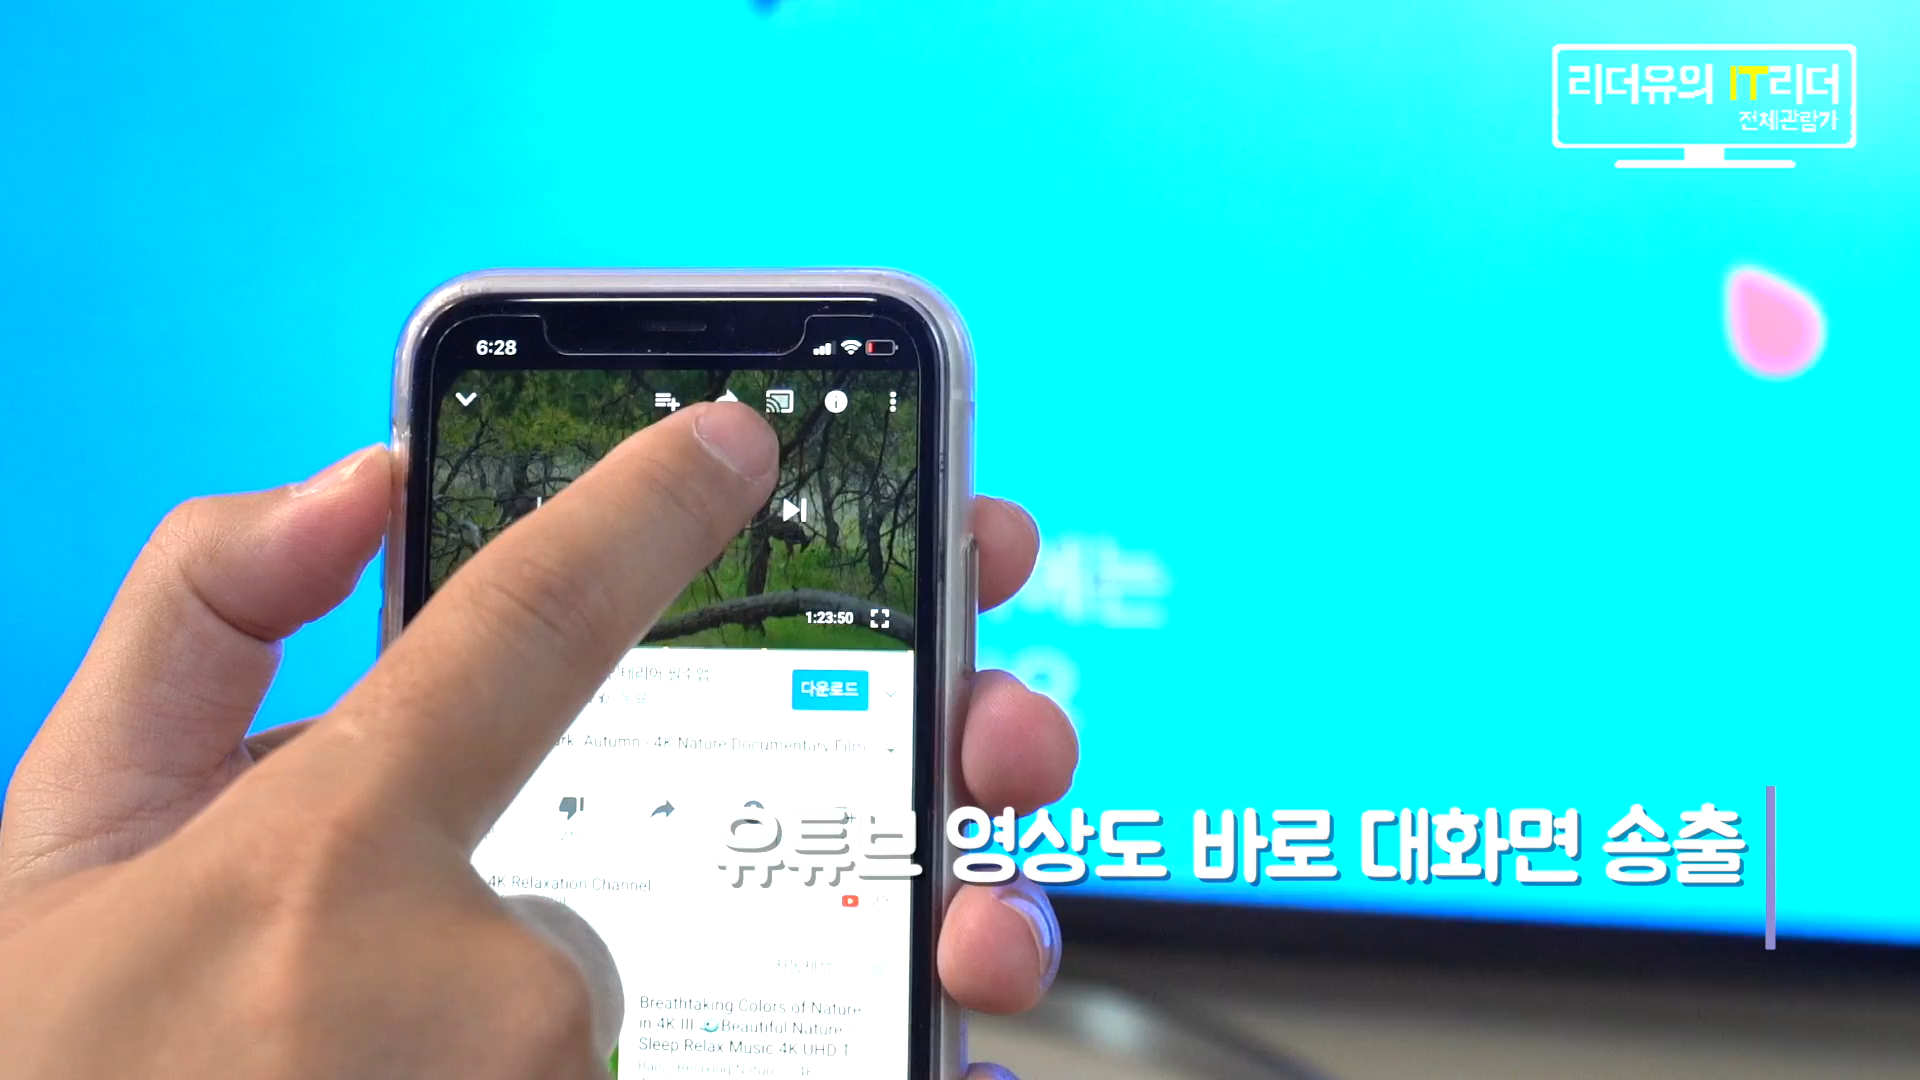 리더유의 IT리더
전체관람가
6:28
1:23:50
다운로드
Autumn - 4K Nature Documentary Film
4K Relaxation Channel
유튜브 영상도 바로 대화면 송출
Breathtaking Colors of Nature
in 4K III 🐬Beautiful Nature
Sleep Relax Music 4K UHD T